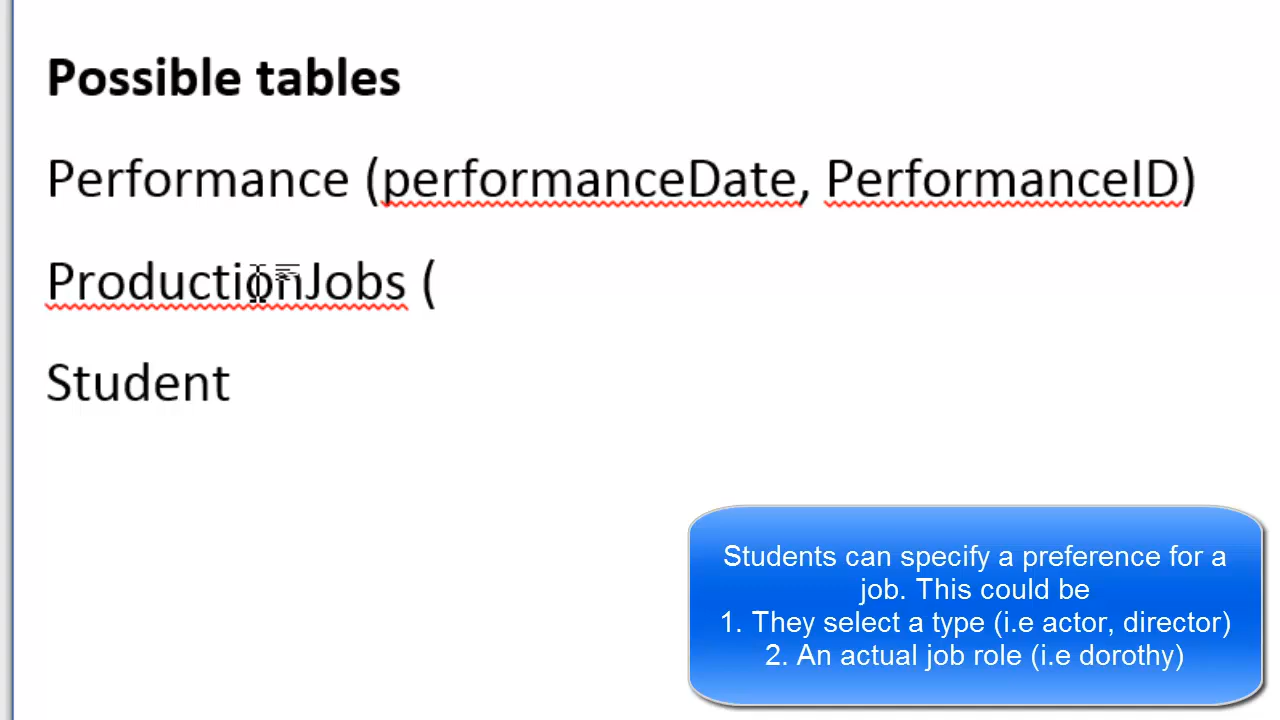 Possible tables
Performance (performanceDate, PerformanceID)
ProductionJobs (
Student
Students can specify a preference for a
job. This could be
1. They select a type (i.e actor, director)
2. An actual job role (i.e dorothy)